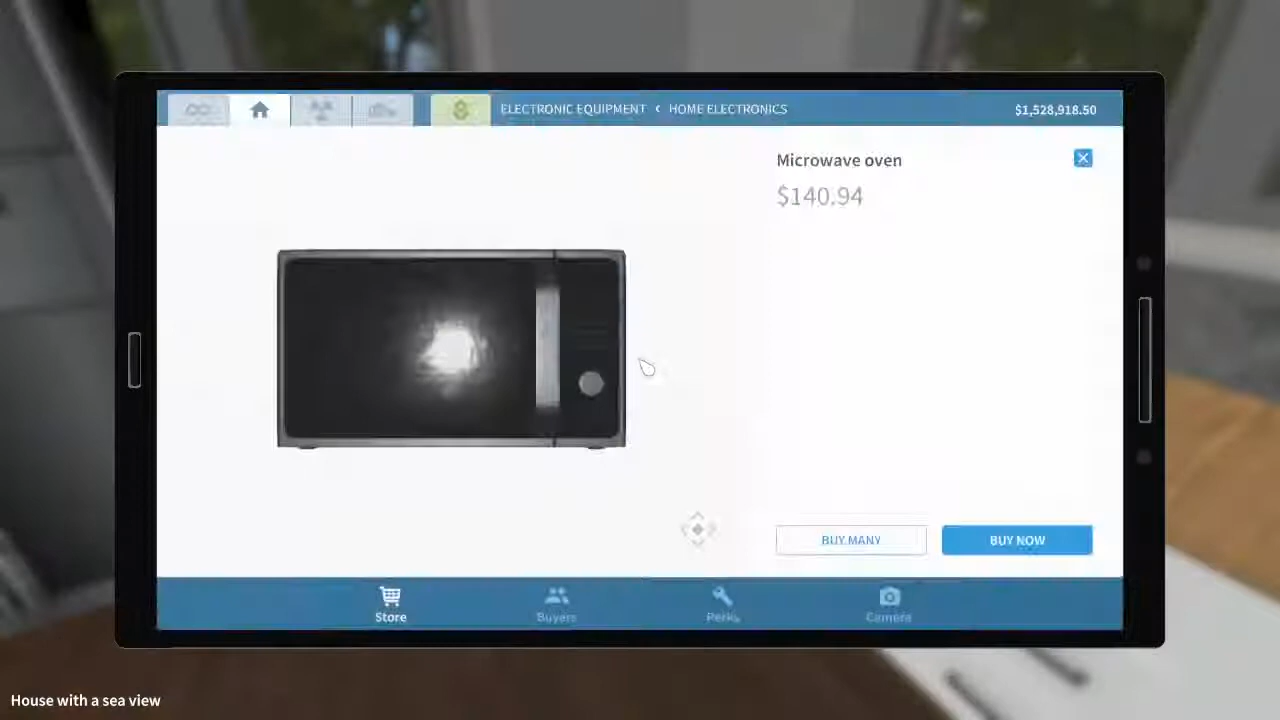 ELECTRONIC EQUIPMENT < HOME ELECTRONICS
$1,528,918.50
Microwave oven
$140.94
BUY MANY
BUY NOW
Store
Buyers
Perks
Camera
House with a sea view